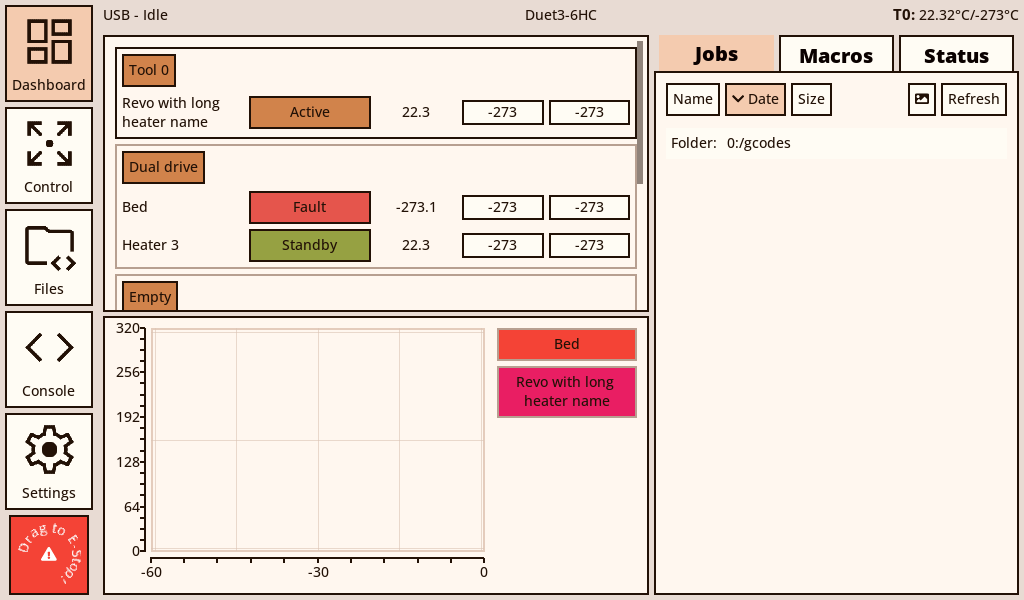 USB - Idle
Duet3-6HC
T0: 22.32°C/-273°C
Dashboard
Control
Files
Console
Settings
Drag to E-Stop!
Tool 0
Revo with long
heater name
Active
22.3
-273
-273
Dual drive
Bed
Fault
-273.1
-273
-273
Heater 3
Standby
22.3
-273
-273
Empty
320
256
192
128
64
0
-60
-30
0
Bed
Revo with long
heater name
Jobs
Macros
Status
Name
Date
Size
Refresh
Folder: 0:/gcodes